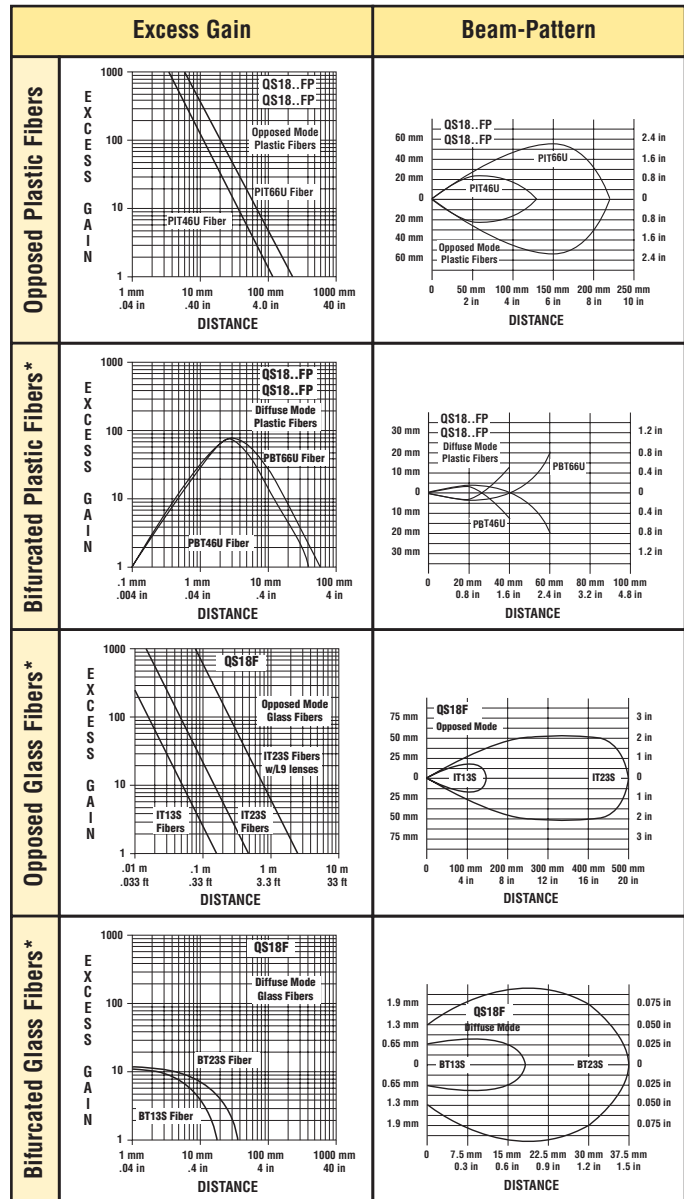 Excess Gain
Beam-Pattern
Opposed Plastic Fibers
EXCESS GAIN
1000
100
10
1
QS18..FP
QS18..FP
Opposed Mode
Plastic Fibers
PIT66U Fiber
PIT46U Fiber
1 mm 10 mm 100 mm 1000 mm
.04 in .40 in 4.0 in 40 in
DISTANCE
QS18..FP
QS18..FP
60 mm 2.4 in
PIT66U
40 mm 1.6 in
20 mm 0.8 in
PIT46U
0 0
20 mm 0.8 in
40 mm 1.6 in
Opposed Mode
Plastic Fibers
60 mm 2.4 in
0 50 mm 100 mm 150 mm 200 mm 250 mm
2 in 4 in 6 in 8 in 10 in
DISTANCE
Bifurcated Plastic Fibers*
EXCESS GAIN
1000
100
10
1
QS18..FP
QS18..FP
Diffuse Mode
Plastic Fibers
PBT66U Fiber
PBT46U Fiber
.1 mm 1 mm 10 mm 100 mm
.004 in .04 in .4 in 4 in
DISTANCE
QS18..FP
QS18..FP
Diffuse Mode
Plastic Fibers
30 mm 1.2 in
20 mm 0.8 in
PBT66U
10 mm 0.4 in
0 0
10 mm 0.4 in
PBT46U
20 mm 0.8 in
30 mm 1.2 in
0 20 mm 40 mm 60 mm 80 mm 100 mm
0.8 in 1.6 in 2.4 in 3.2 in 4.8 in
DISTANCE
Opposed Glass Fibers*
EXCESS GAIN
1000
100
10
1
QS18F
Opposed Mode
Glass Fibers
IT23S Fibers
w/L9 lenses
IT13S
Fibers
IT23S
Fibers
.01 m .1 m 1 m 10 m
.033 ft .33 ft 3.3 ft 33 ft
DISTANCE
QS18F
Opposed Mode
75 mm 3 in
50 mm 2 in
25 mm 1 in
0 IT13S IT23S 0
25 mm 1 in
50 mm 2 in
75 mm 3 in
0 100 mm 200 mm 300 mm 400 mm 500 mm
4 in 8 in 12 in 16 in 20 in
DISTANCE
Bifurcated Glass Fibers*
EXCESS GAIN
1000
100
10
1
QS18F
Diffuse Mode
Glass Fibers
BT23S Fiber
BT13S Fiber
1 mm 10 mm 100 mm 1000 mm
.04 in .4 in 4 in 40 in
DISTANCE
QS18F
Diffuse Mode
1.9 mm 0.075 in
1.3 mm 0.050 in
0.65 mm 0.025 in
0 BT13S BT23S 0
0.65 mm 0.025 in
1.3 mm 0.050 in
1.9 mm 0.075 in
0 7.5 mm 15 mm 22.5 mm 30 mm 37.5 mm
0.3 in 0.6 in 0.9 in 1.2 in 1.5 in
DISTANCE